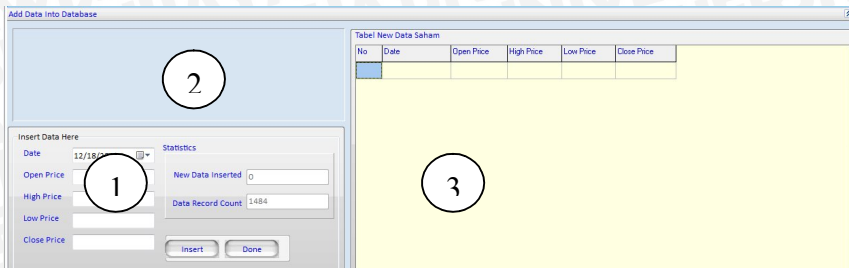 Add Data Into Database
2
Insert Data Here
Date 12/18/
Open Price
High Price
Low Price
Close Price
1
Statistics
New Data Inserted 0
Data Record Count 1484
Insert Done
Tabel New Data Saham
No Date Open Price High Price Low Price Close Price
3